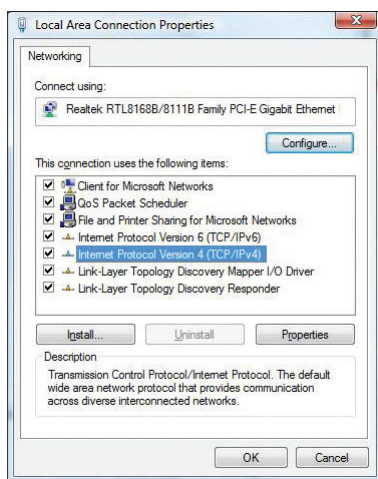 Local Area Connection Properties
Networking
Connect using:
Realtek RTL8168B/8111B Family PCI-E Gigabit Ethernet
Configure...
This connection uses the following items:
Client for Microsoft Networks
QoS Packet Scheduler
File and Printer Sharing for Microsoft Networks
Internet Protocol Version 6 (TCP/IPv6)
Internet Protocol Version 4 (TCP/IPv4)
Link-Layer Topology Discovery Mapper I/O Driver
Link-Layer Topology Discovery Responder
Install...
Uninstall
Properties
Description
Transmission Control Protocol/Internet Protocol. The default
wide area network protocol that provides communication
across diverse interconnected networks.
OK
Cancel